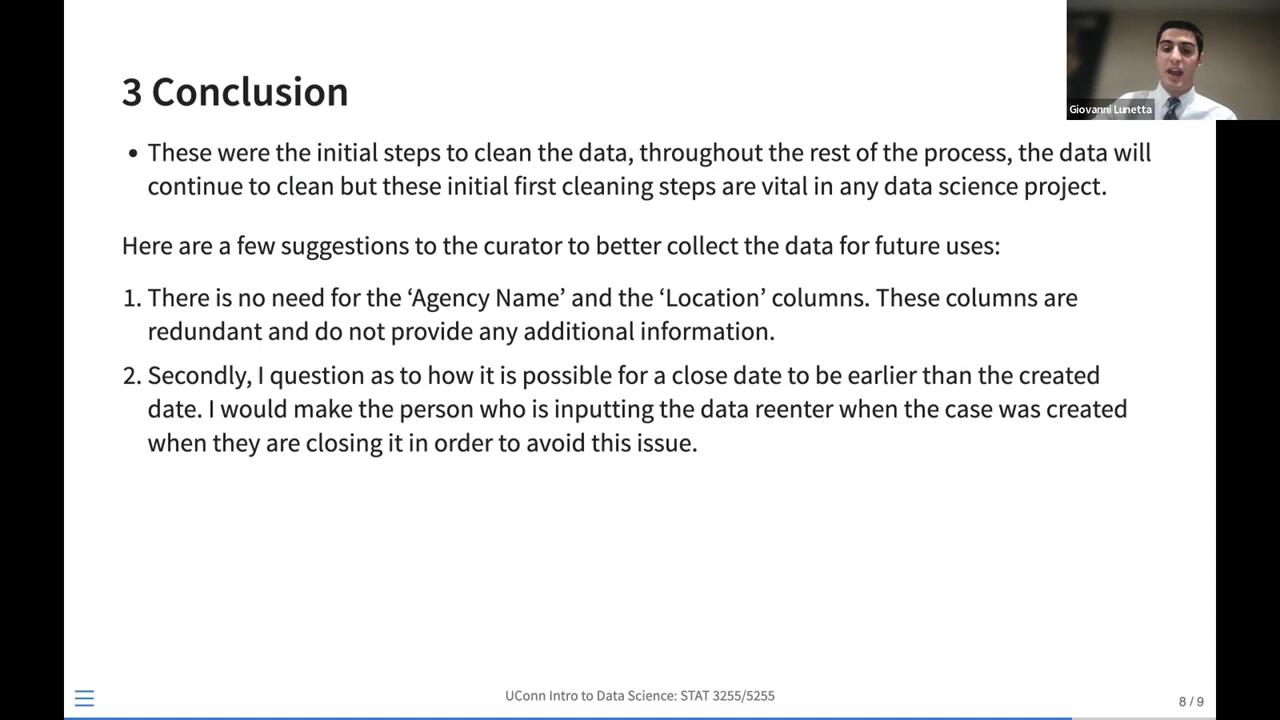 3 Conclusion
Giovanni Lunetta
• These were the initial steps to clean the data, throughout the rest of the process, the data will
continue to clean but these initial first cleaning steps are vital in any data science project.
Here are a few suggestions to the curator to better collect the data for future uses:
1. There is no need for the ‘Agency Name’ and the ‘Location’ columns. These columns are
redundant and do not provide any additional information.
2. Secondly, I question as to how it is possible for a close date to be earlier than the created
date. I would make the person who is inputting the data reenter when the case was created
when they are closing it in order to avoid this issue.
UConn Intro to Data Science: STAT 3255/5255
8 / 9